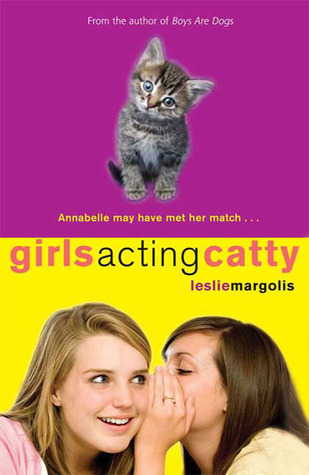 From the author of Boys Are Dogs
Annabelle may have met her match . . .
girlsactingcatty
lesliemargolis